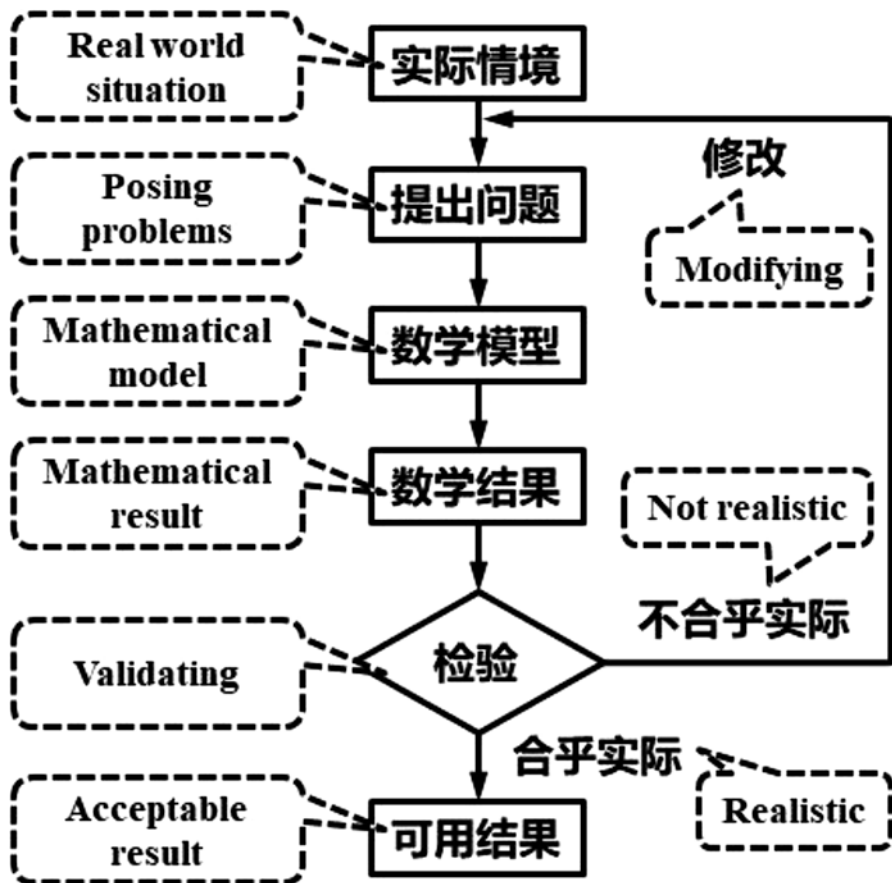 Real world
situation
实际情境
Posing
problems
提出问题
修改
Modifying
Mathematical
model
数学模型
Mathematical
result
数学结果
Not realistic
不合乎实际
Validating
检验
合乎实际
Realistic
Acceptable
result
可用结果